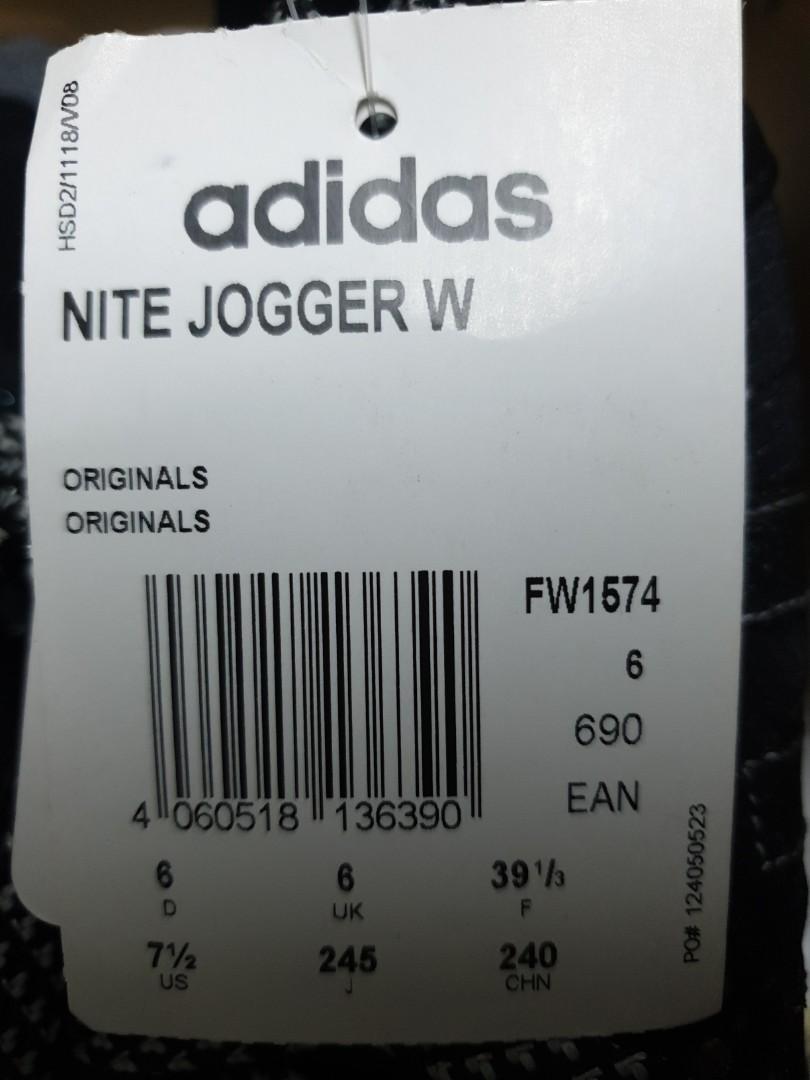 HSD2/1118/V08
adidas
NITE JOGGER W
ORIGINALS
ORIGINALS
FW1574
6
690
EAN
4 060518 136390
6 6 39 1/3
D UK F
7½ 245 240
US J CHN
PO# 124050523